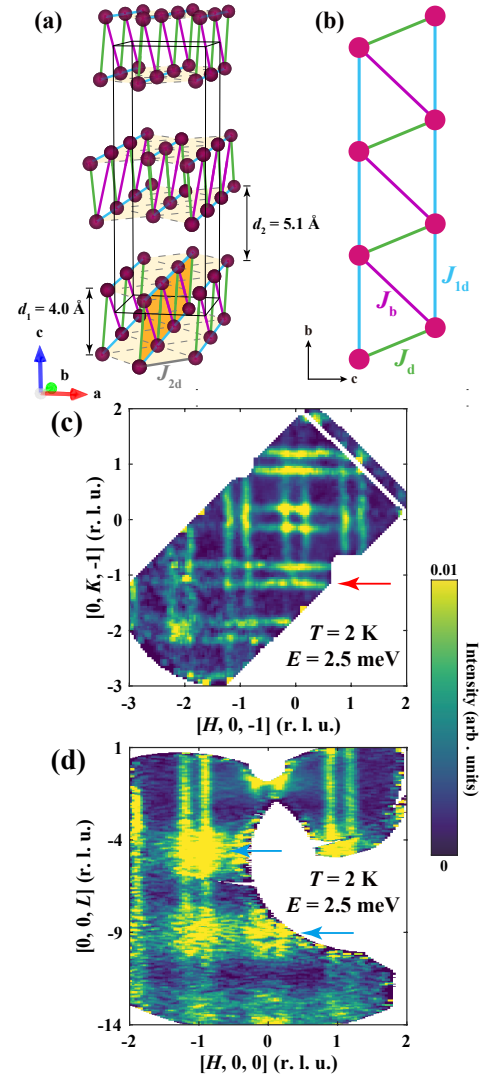 (a)
(b)
d₂ = 5.1 Å
d₁ = 4.0 Å
J₂d
c
b
a
J₁d
J_b
J_d
b
c
(c)
2
1
0
-1
-2
-3
[0, K, -1] (r. l. u.)
T = 2 K
E = 2.5 meV
-3 -2 -1 0 1 2
[H, 0, -1] (r. l. u.)
0.01
Intensity (arb . units)
0
(d)
1
-4
-9
-14
[0, 0, L] (r. l. u.)
T = 2 K
E = 2.5 meV
-2 -1 0 1 2
[H, 0, 0] (r. l. u.)